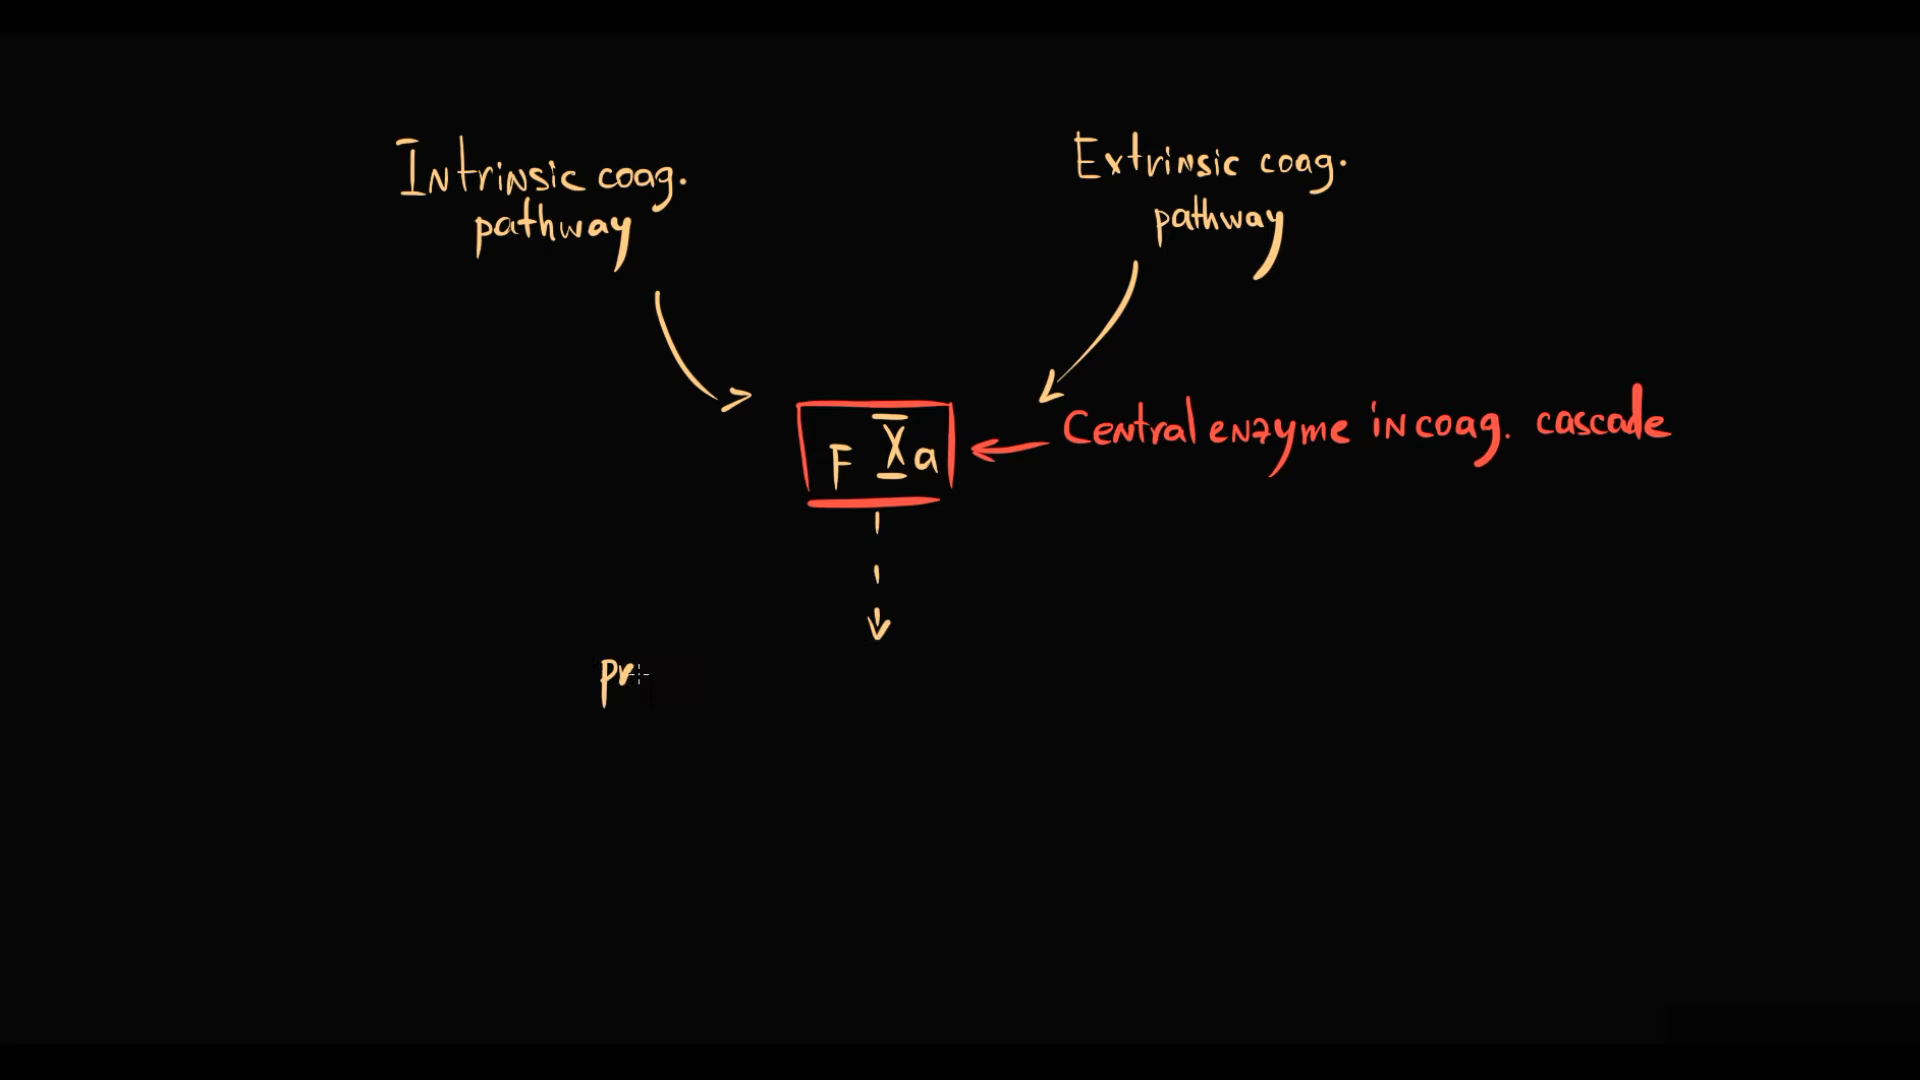 Intrinsic coag.
pathway
Extrinsic coag.
pathway
F Xa
Central enzyme in coag. cascade
pr